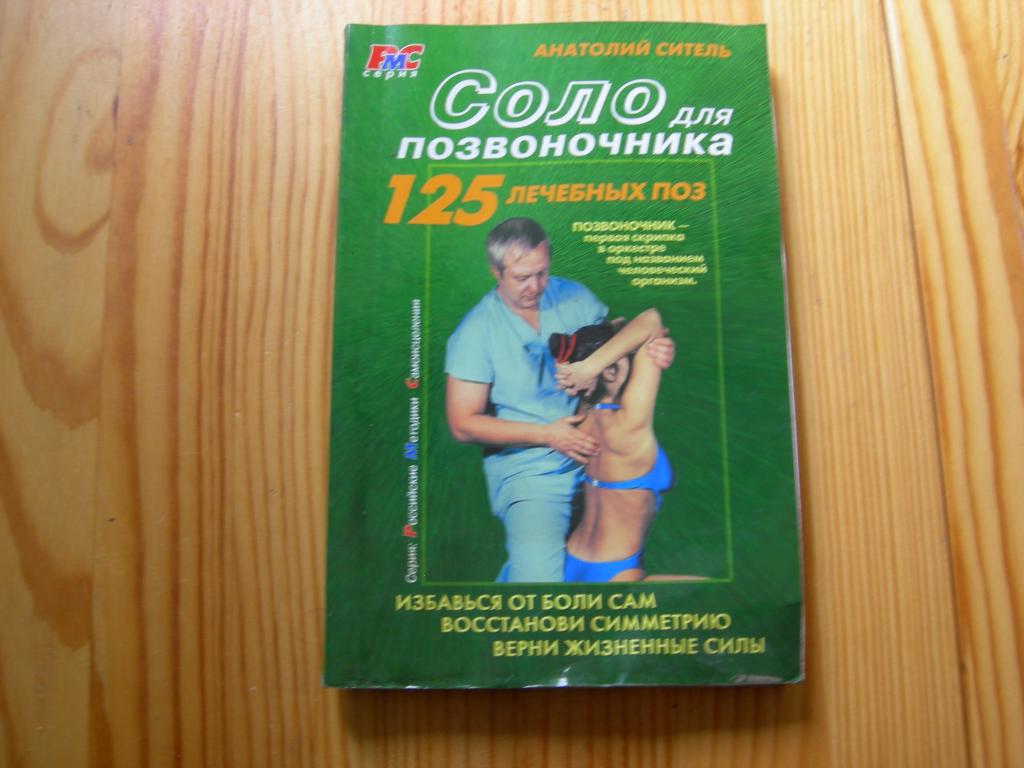 РМС
серия
АНАТОЛИЙ СИТЕЛЬ
Соло для
позвоночника
125 ЛЕЧЕБНЫХ ПОЗ
ПОЗВОНОЧНИК –
первая скрипка
в оркестре
под названием
человеческий
организм.
Серия: Российские Методики Самоисцеления
ИЗБАВЬСЯ ОТ БОЛИ САМ
ВОССТАНОВИ СИММЕТРИЮ
ВЕРНИ ЖИЗНЕННЫЕ СИЛЫ